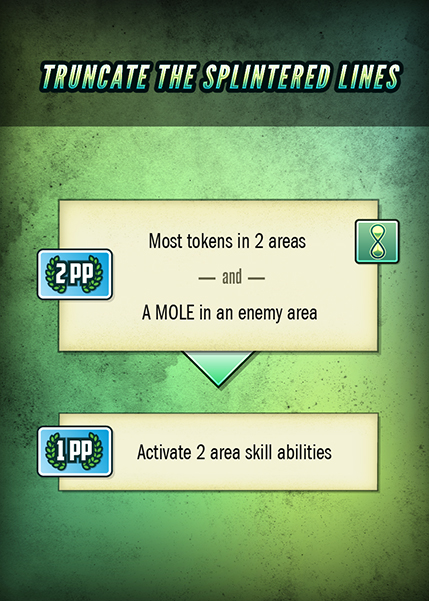 TRUNCATE THE SPLINTERED LINES
Most tokens in 2 areas
2 PP
— and —
A MOLE in an enemy area
1 PP
Activate 2 area skill abilities